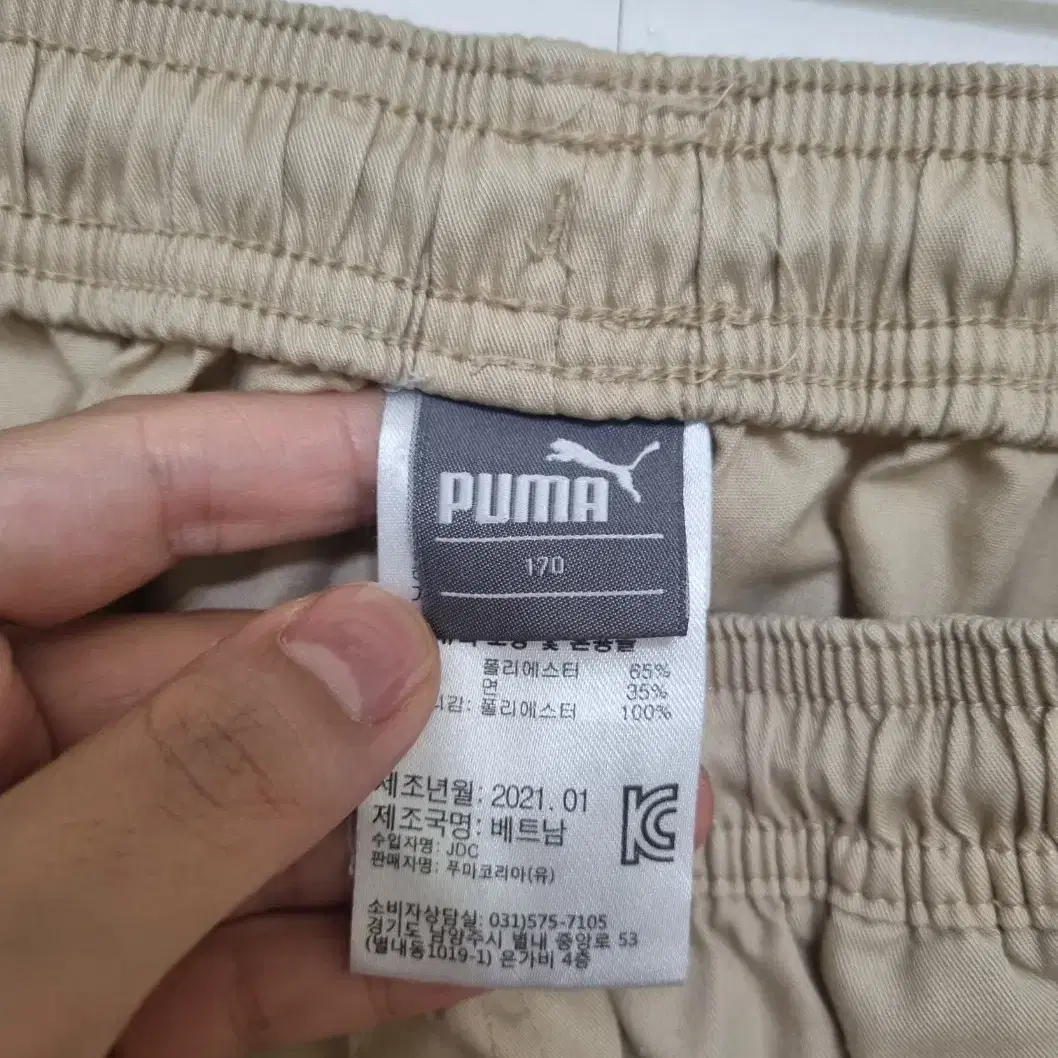 PUMA
170
폴리에스터 65%
면 35%
감: 폴리에스터 100%
제조년월: 2021. 01
제조국명: 베트남
수입자명: JDC
판매자명: 푸마코리아(유)
소비자상담실: 031)575-7105
경기도 남양주시 별내 중앙로 53
(별내동1019-1) 은가비 4층